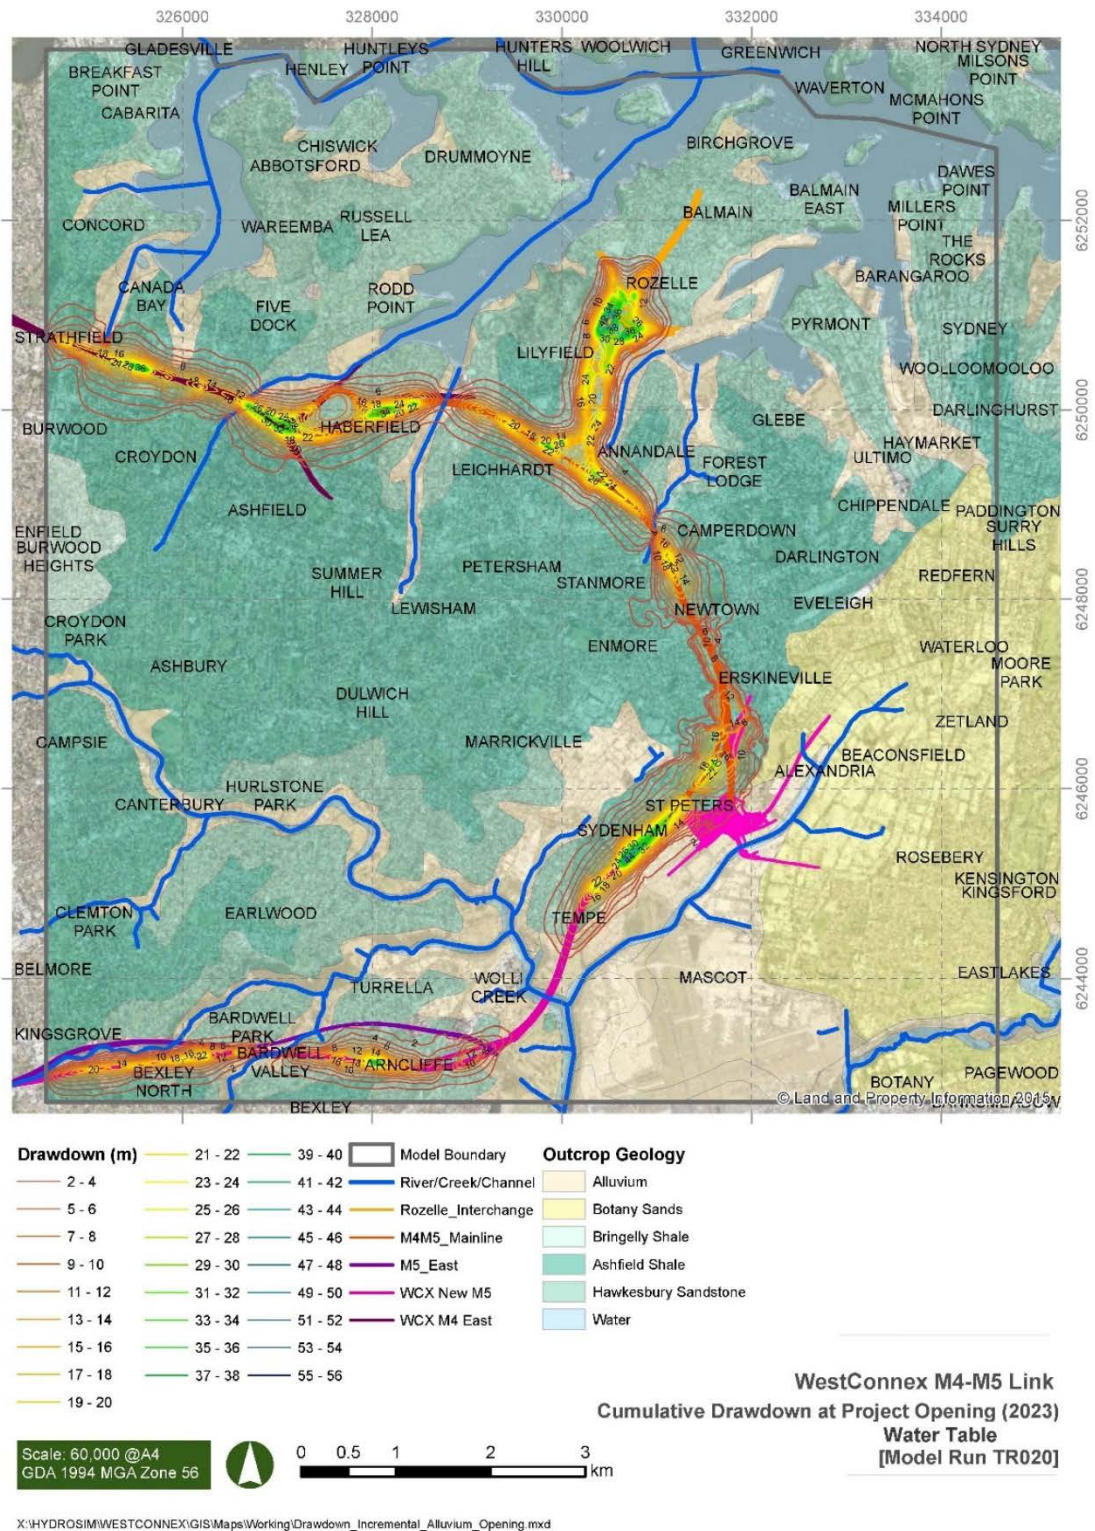 326000 328000 330000 332000 334000
GLADESVILLE HUNTLEYS HUNTERS WOOLWICH GREENWICH NORTH SYDNEY
BREAKFAST HENLEY POINT HILL MILSONS
POINT POINT
WAVERTON
CABARITA MCMAHONS
POINT
CHISWICK BIRCHGROVE
ABBOTSFORD DRUMMOYNE
DAWES
POINT
BALMAIN
EAST
CONCORD WAREEMBA RUSSELL BALMAIN MILLERS
LEA POINT
6252000
THE
ROCKS
BARANGAROO
CANADA RODD ROZELLE
BAY POINT
FIVE
DOCK
PYRMONT SYDNEY
STRATHFIELD
LILYFIELD
WOOLLOOMOOLOO
6250000
BURWOOD HABERFIELD GLEBE DARLINGHURST
CROYDON LEICHHARDT ANNANDALE HAYMARKET
FOREST ULTIMO
LODGE
ASHFIELD CHIPPENDALE PADDINGTON
ENFIELD CAMPERDOWN SURRY
BURWOOD HILLS
HEIGHTS PETERSHAM DARLINGTON
SUMMER STANMORE REDFERN
HILL
6248000
LEWISHAM NEWTOWN EVELEIGH
CROYDON
PARK ENMORE WATERLOO
ASHBURY MOORE
PARK
DULWICH ERSKINEVILLE
HILL
ZETLAND
CAMPSIE MARRICKVILLE
BEACONSFIELD
ALEXANDRIA
6246000
HURLSTONE
PARK
CANTERBURY ST PETERS
SYDENHAM
ROSEBERY
KENSINGTON
KINGSFORD
CLEMTON EARLWOOD TEMPE
PARK
BELMORE WOLLI MASCOT EASTLAKES
CREEK
6244000
TURRELLA
KINGSGROVE BARDWELL
PARK
BARDWELL ARNCLIFFE
VALLEY
BEXLEY
NORTH PAGEWOOD
BOTANY
BEXLEY
© Land and Property Information 2015
Drawdown (m)
2 - 4
5 - 6
7 - 8
9 - 10
11 - 12
13 - 14
15 - 16
17 - 18
19 - 20
21 - 22
23 - 24
25 - 26
27 - 28
29 - 30
31 - 32
33 - 34
35 - 36
37 - 38
39 - 40
41 - 42
43 - 44
45 - 46
47 - 48
49 - 50
51 - 52
53 - 54
55 - 56
Model Boundary
River/Creek/Channel
Rozelle_Interchange
M4M5_Mainline
M5_East
WCX New M5
WCX M4 East
Outcrop Geology
Alluvium
Botany Sands
Bringelly Shale
Ashfield Shale
Hawkesbury Sandstone
Water
WestConnex M4-M5 Link
Cumulative Drawdown at Project Opening (2023)
Water Table
[Model Run TR020]
Scale: 60,000 @A4
GDA 1994 MGA Zone 56
0 0.5 1 2 3
km
X:\HYDROSIM\WESTCONNEX\GIS\Maps\Working\Drawdown_Incremental_Alluvium_Opening.mxd